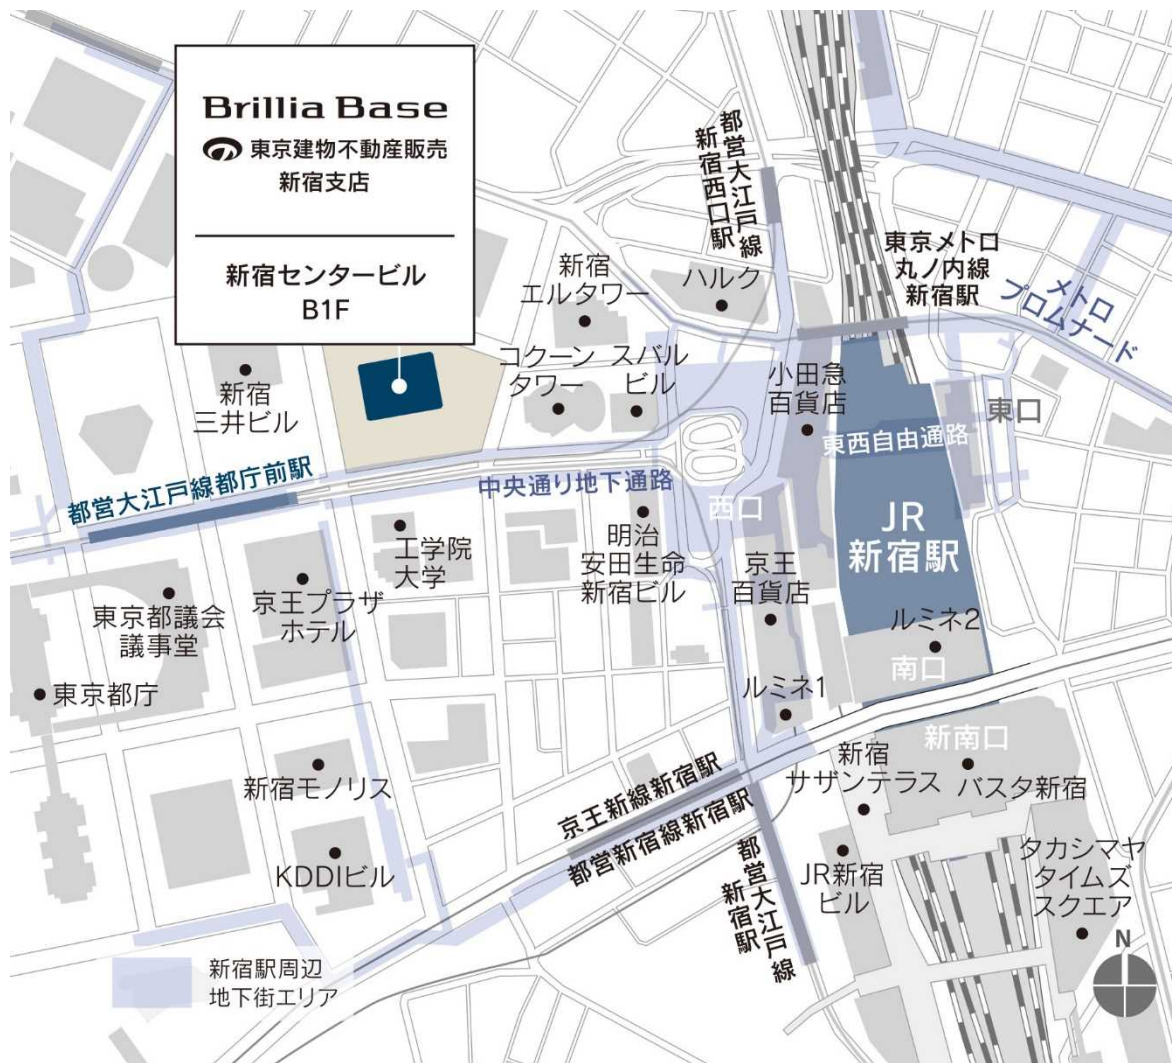 Brillia Base
東京建物不動産販売
新宿支店
新宿センタービル
B1F
都営大江戸線
新宿西口駅
東京メトロ
丸ノ内線
新宿駅
メトロ
プロムナード
新宿
エルタワー
ハルク
新宿
三井ビル
コクーン
タワー
スバル
ビル
小田急
百貨店
東口
東西自由通路
都営大江戸線都庁前駅
中央通り地下通路
西口
JR
新宿駅
工学院
大学
明治
安田生命
新宿ビル
京王
百貨店
東京都議会
議事堂
京王プラザ
ホテル
ルミネ2
南口
東京都庁
ルミネ1
新南口
新宿モノリス
京王新線新宿駅
都営新宿線新宿駅
新宿
サザンテラス
バスタ新宿
KDDIビル
都営大江戸線
新宿駅
JR新宿
ビル
タカシマヤ
タイムズ
スクエア
N
新宿駅周辺
地下街エリア